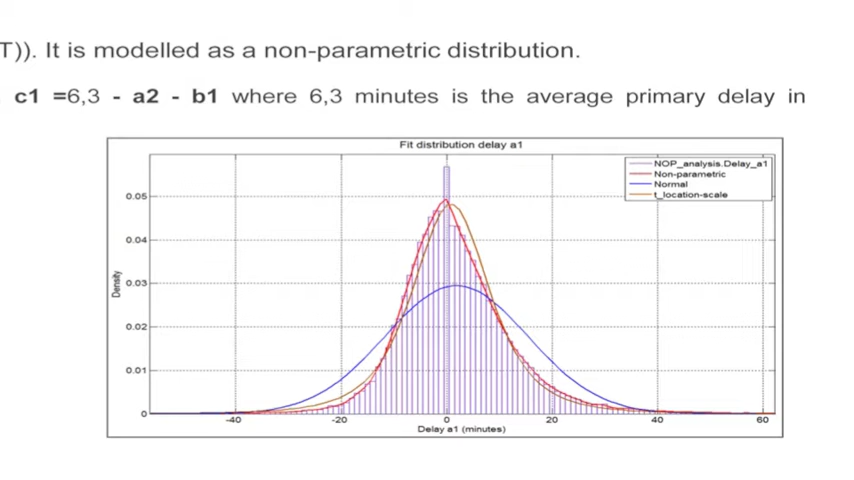 T)). It is modelled as a non-parametric distribution.
c1 =6,3 - a2 - b1 where 6,3 minutes is the average primary delay in
Fit distribution delay a1
NOP_analysis.Delay_a1
Non-parametric
Normal
t_location-scale
0.05
0.04
0.03
0.02
0.01
0
Density
-40
-20
0
20
40
60
Delay a1 (minutes)